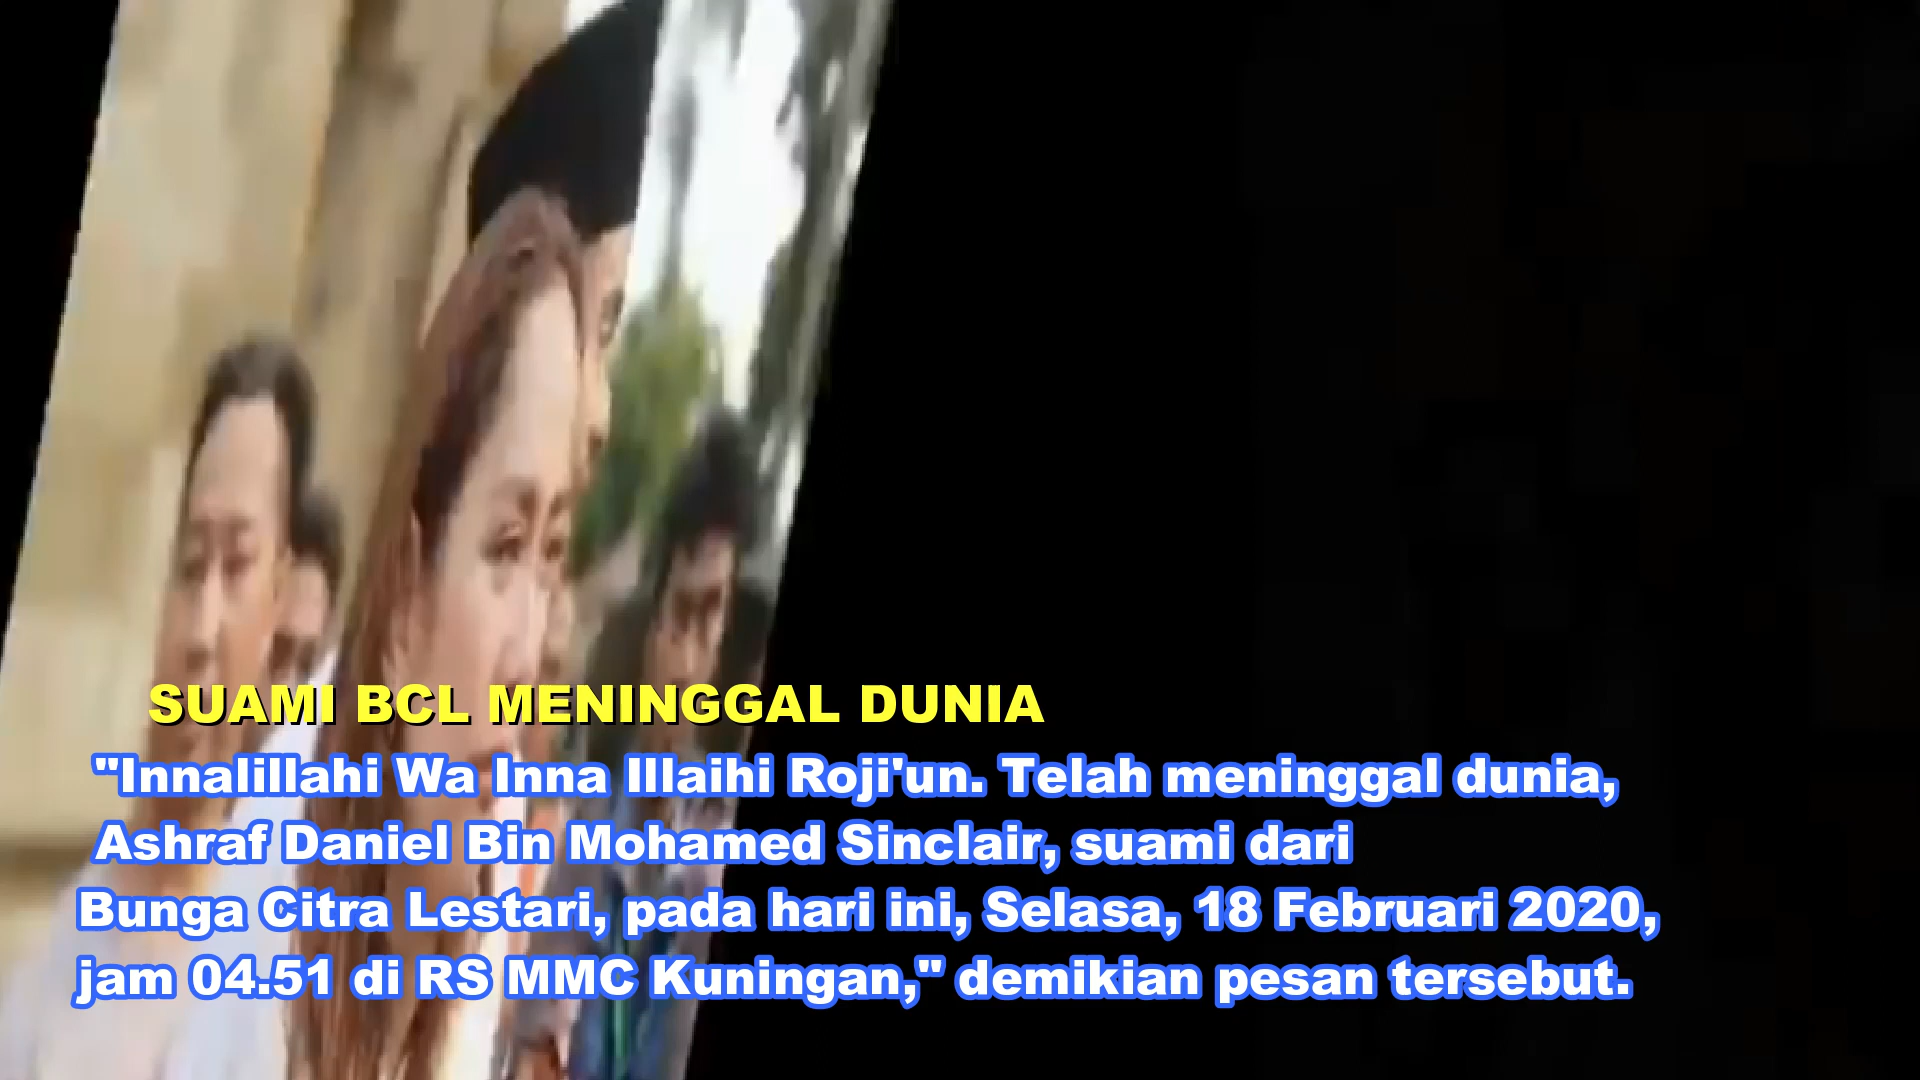 SUAMI BCL MENINGGAL DUNIA
"Innalillahi Wa Inna Illaihi Roji'un. Telah meninggal dunia,
Ashraf Daniel Bin Mohamed Sinclair, suami dari
Bunga Citra Lestari, pada hari ini, Selasa, 18 Februari 2020,
jam 04.51 di RS MMC Kuningan," demikian pesan tersebut.